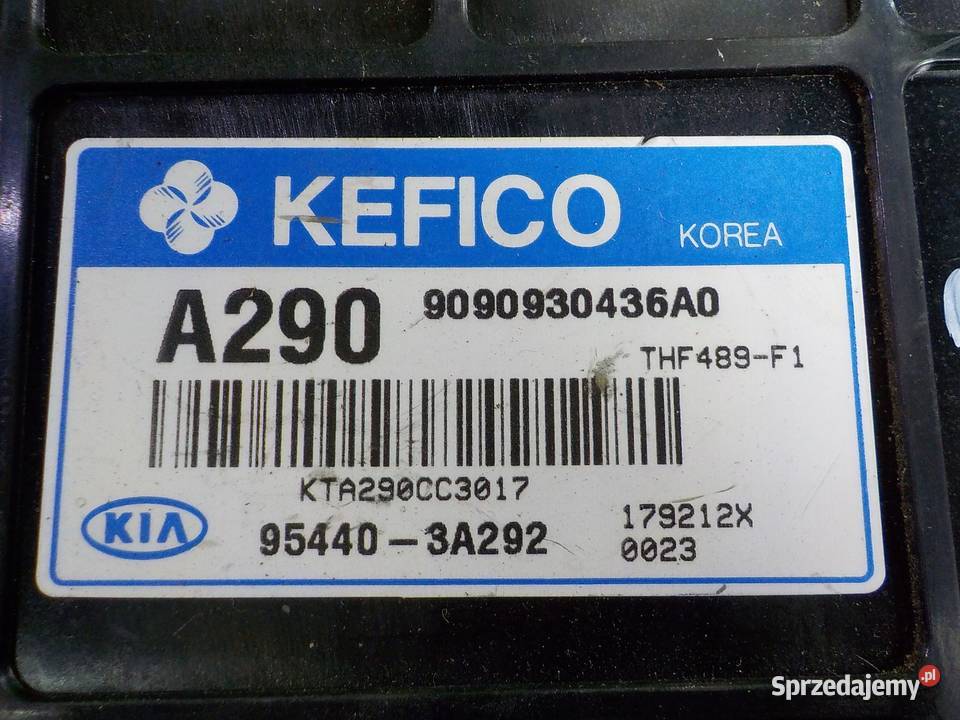 KEFICO KOREA
A290 9090930436A0
THF489-F1
KTA290CC3017
KIA 95440-3A292
179212X
0023
Sprzedajemy.pl